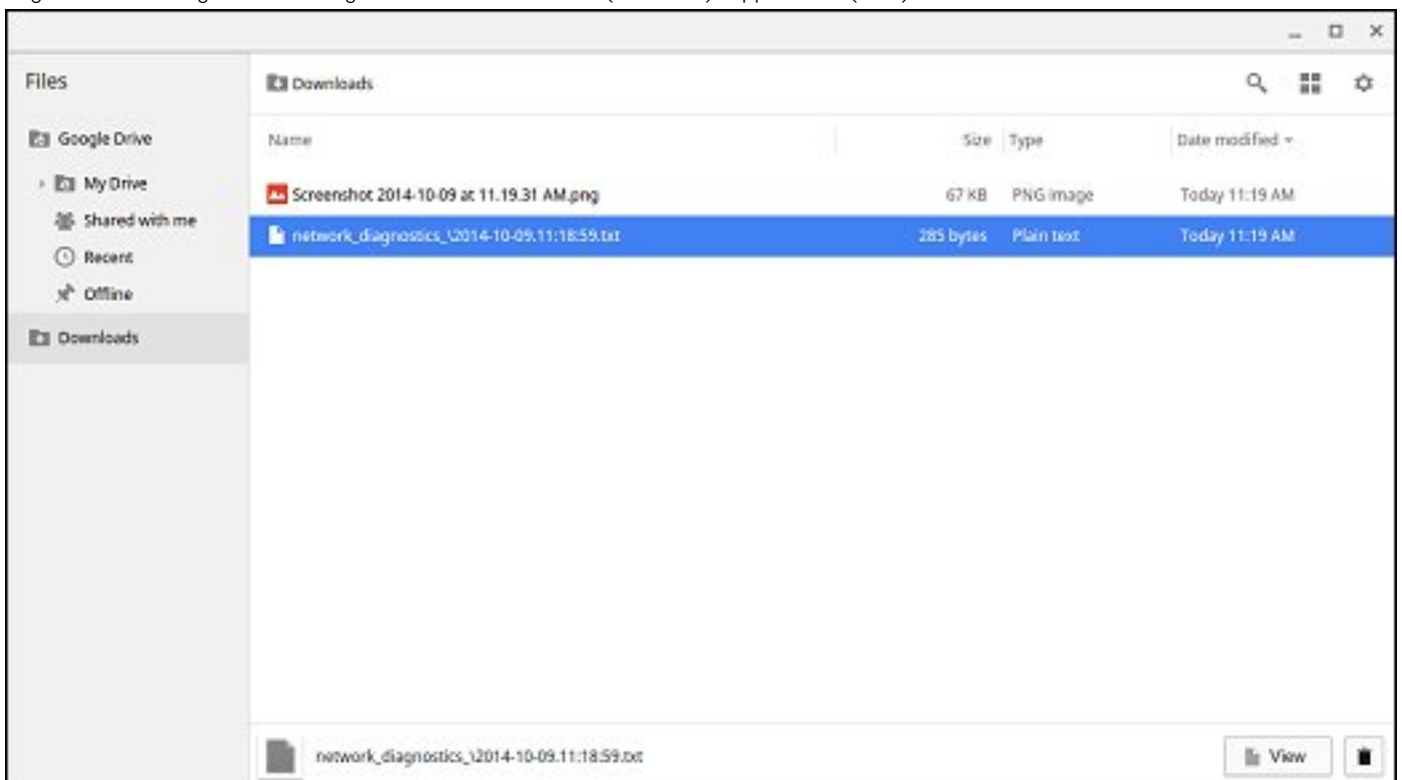 Files
Downloads
Google Drive
Name Size Type Date modified
My Drive
Screenshot 2014-10-09 at 11.19.31 AM.png 67 KB PNG image Today 11:19 AM
Shared with me
network_diagnostics_\2014-10-09.11:18:59.txt 285 bytes Plain text Today 11:19 AM
Recent
Offline
Downloads
network_diagnostics_\2014-10-09.11:18:59.txt View